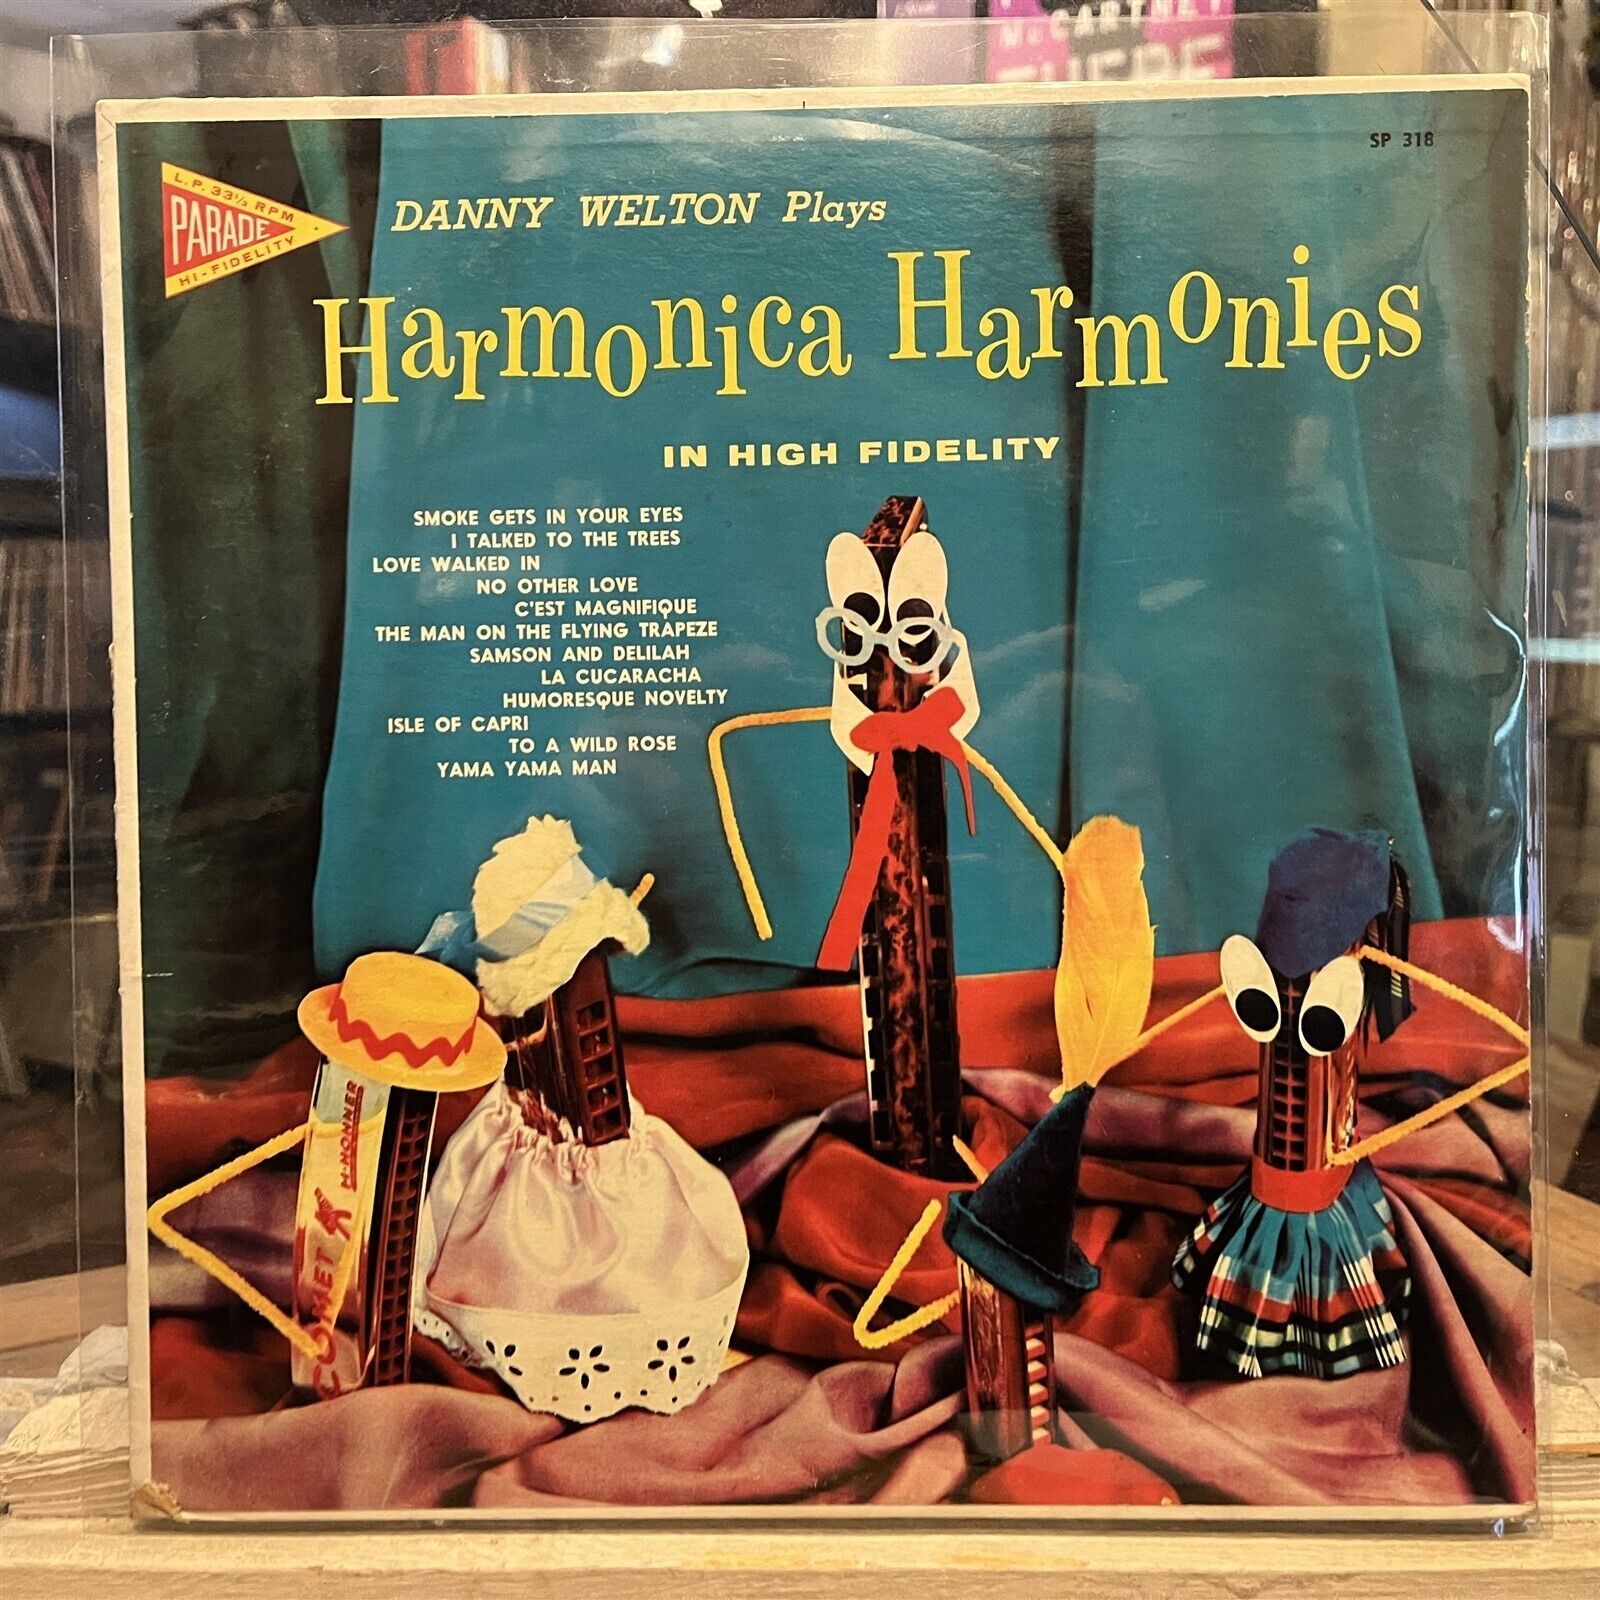 McCARTNEY
THERE
SP 318
L.P. 33⅓ RPM
PARADE
HI-FIDELITY
DANNY WELTON Plays
Harmonica Harmonies
IN HIGH FIDELITY
SMOKE GETS IN YOUR EYES
I TALKED TO THE TREES
LOVE WALKED IN
NO OTHER LOVE
C'EST MAGNIFIQUE
THE MAN ON THE FLYING TRAPEZE
SAMSON AND DELILAH
LA CUCARACHA
HUMORESQUE NOVELTY
ISLE OF CAPRI
TO A WILD ROSE
YAMA YAMA MAN
M. HOHNER
COMET